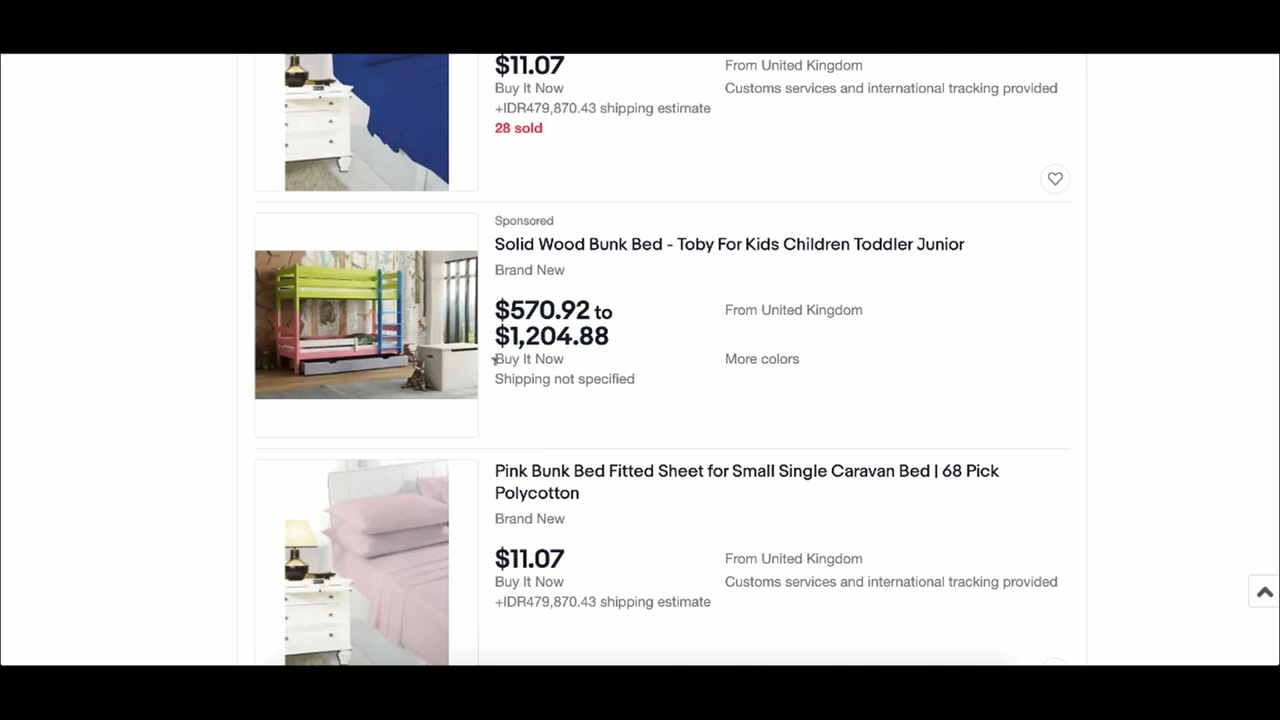 $11.07
From United Kingdom
Buy It Now
Customs services and international tracking provided
+IDR479,870.43 shipping estimate
28 sold
Sponsored
Solid Wood Bunk Bed - Toby For Kids Children Toddler Junior
Brand New
$570.92 to
$1,204.88
From United Kingdom
Buy It Now
More colors
Shipping not specified
Pink Bunk Bed Fitted Sheet for Small Single Caravan Bed | 68 Pick
Polycotton
Brand New
$11.07
From United Kingdom
Buy It Now
Customs services and international tracking provided
+IDR479,870.43 shipping estimate